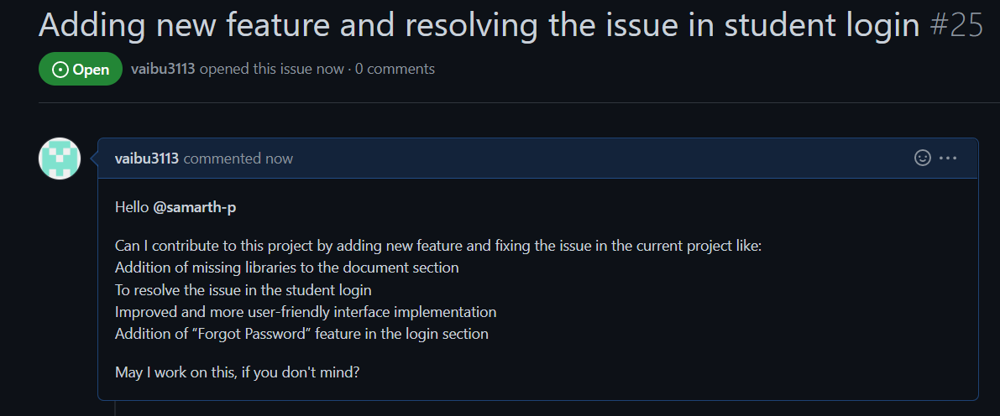 Adding new feature and resolving the issue in student login #25
Open vaibu3113 opened this issue now · 0 comments
vaibu3113 commented now
Hello @samarth-p
Can I contribute to this project by adding new feature and fixing the issue in the current project like:
Addition of missing libraries to the document section
To resolve the issue in the student login
Improved and more user-friendly interface implementation
Addition of “Forgot Password” feature in the login section
May I work on this, if you don't mind?